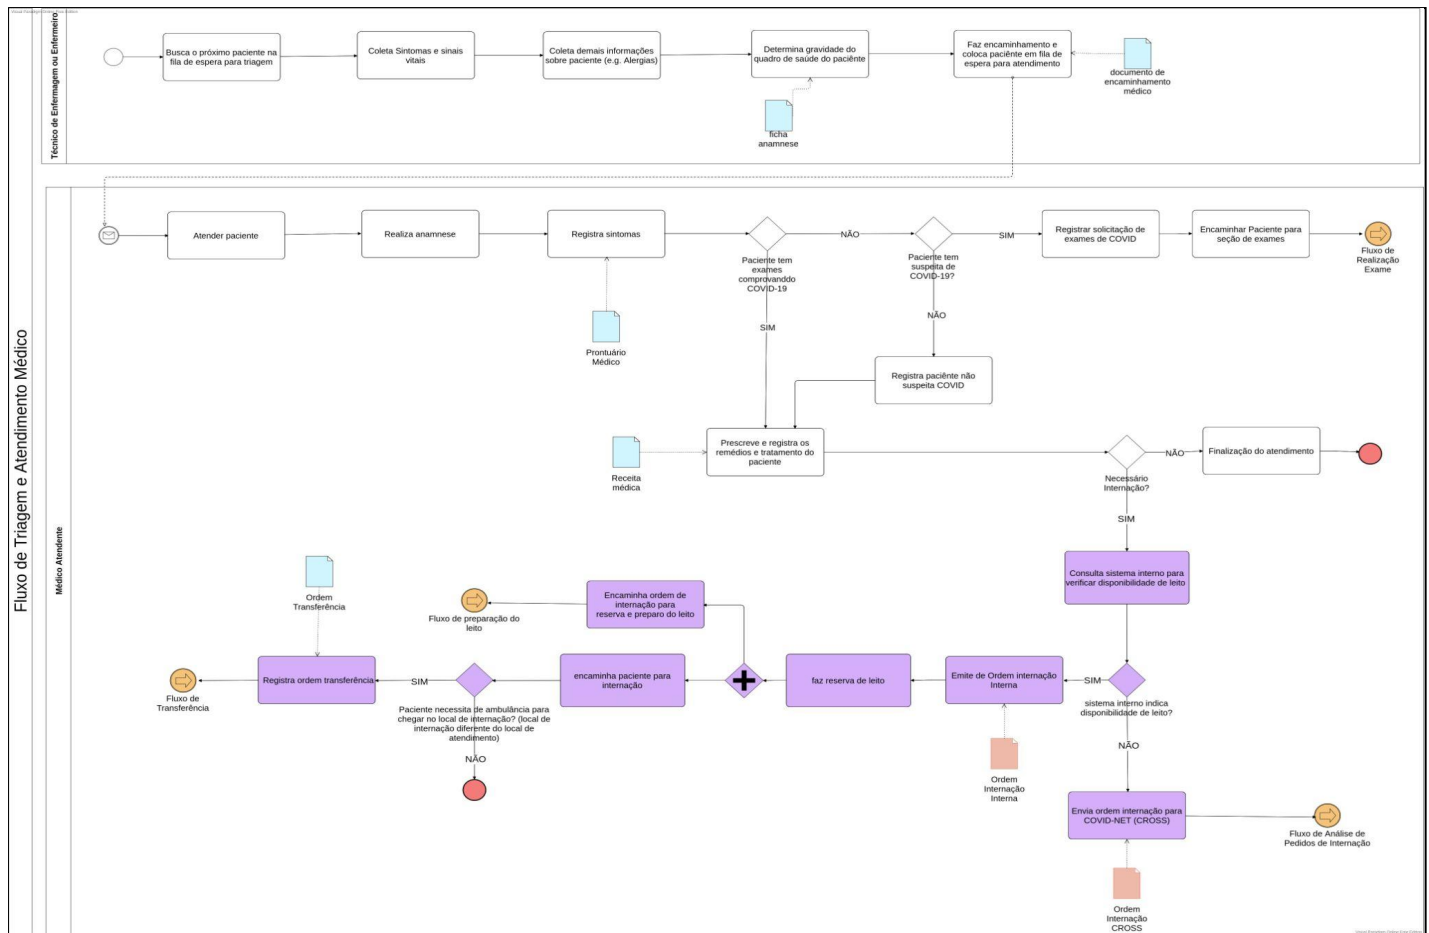 Fluxo de Triagem e Atendimento Médico
Técnico de Enfermagem ou Enfermeiro
Busca o próximo paciente na
fila de espera para triagem
Coleta Sintomas e sinais
vitais
Coleta demais informações
sobre paciente (e.g. Alergias)
Determina gravidade do
quadro de saúde do paciênte
Faz encaminhamento e
coloca paciênte em fila de
espera para atendimento
documento de
encaminhamento
médico
ficha
anamnese
Médico Atendente
Atender paciente
Realiza anamnese
Registra sintomas
Prontuário
Médico
Paciente tem
exames
comprovanddo
COVID-19
NÃO
SIM
Paciente tem
suspeita de
COVID-19?
SIM
NÃO
Registrar solicitação de
exames de COVID
Encaminhar Paciente para
seção de exames
Fluxo de
Realização
Exame
Registra paciênte não
suspeita COVID
Receita
médica
Prescreve e registra os
remédios e tratamento do
paciente
Necessário
Internação?
NÃO
Finalização do atendimento
SIM
Consulta sistema interno para
verificar disponibilidade de leito
sistema interno indica
disponibilidade de leito?
SIM
NÃO
Emite de Ordem internação
Interna
Ordem
Internação
Interna
faz reserva de leito
Encaminha ordem de
internação para
reserva e preparo do leito
Fluxo de preparação do
leito
encaminha paciente para
internação
Paciente necessita de ambulância para
chegar no local de internação? (local de
internação diferente do local de
atendimento)
SIM
NÃO
Registra ordem transferência
Ordem
Transferência
Fluxo de
Transferência
Envia ordem internação para
COVID-NET (CROSS)
Fluxo de Análise de
Pedidos de Internação
Ordem
Internação
CROSS